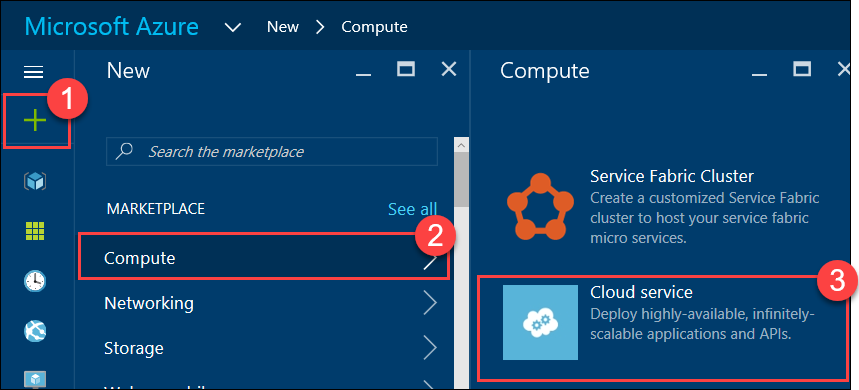 Microsoft Azure New Compute
New
Compute
1
Search the marketplace
MARKETPLACE See all
2
Compute
Networking
Storage
Service Fabric Cluster
Create a customized Service Fabric
cluster to host your service fabric
micro services.
3
Cloud service
Deploy highly-available, infinitely-
scalable applications and APIs.